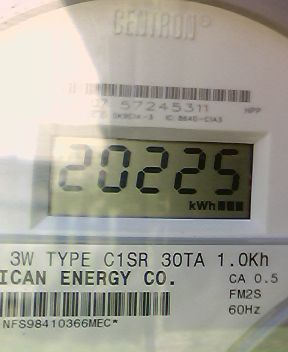 CENTRON®
57245311
HPP
20225
kWh
3W TYPE C1SR 30TA 1.0Kh
ICAN ENERGY CO. CA 0.5
FM2S
NFS98410366MEC* 60Hz